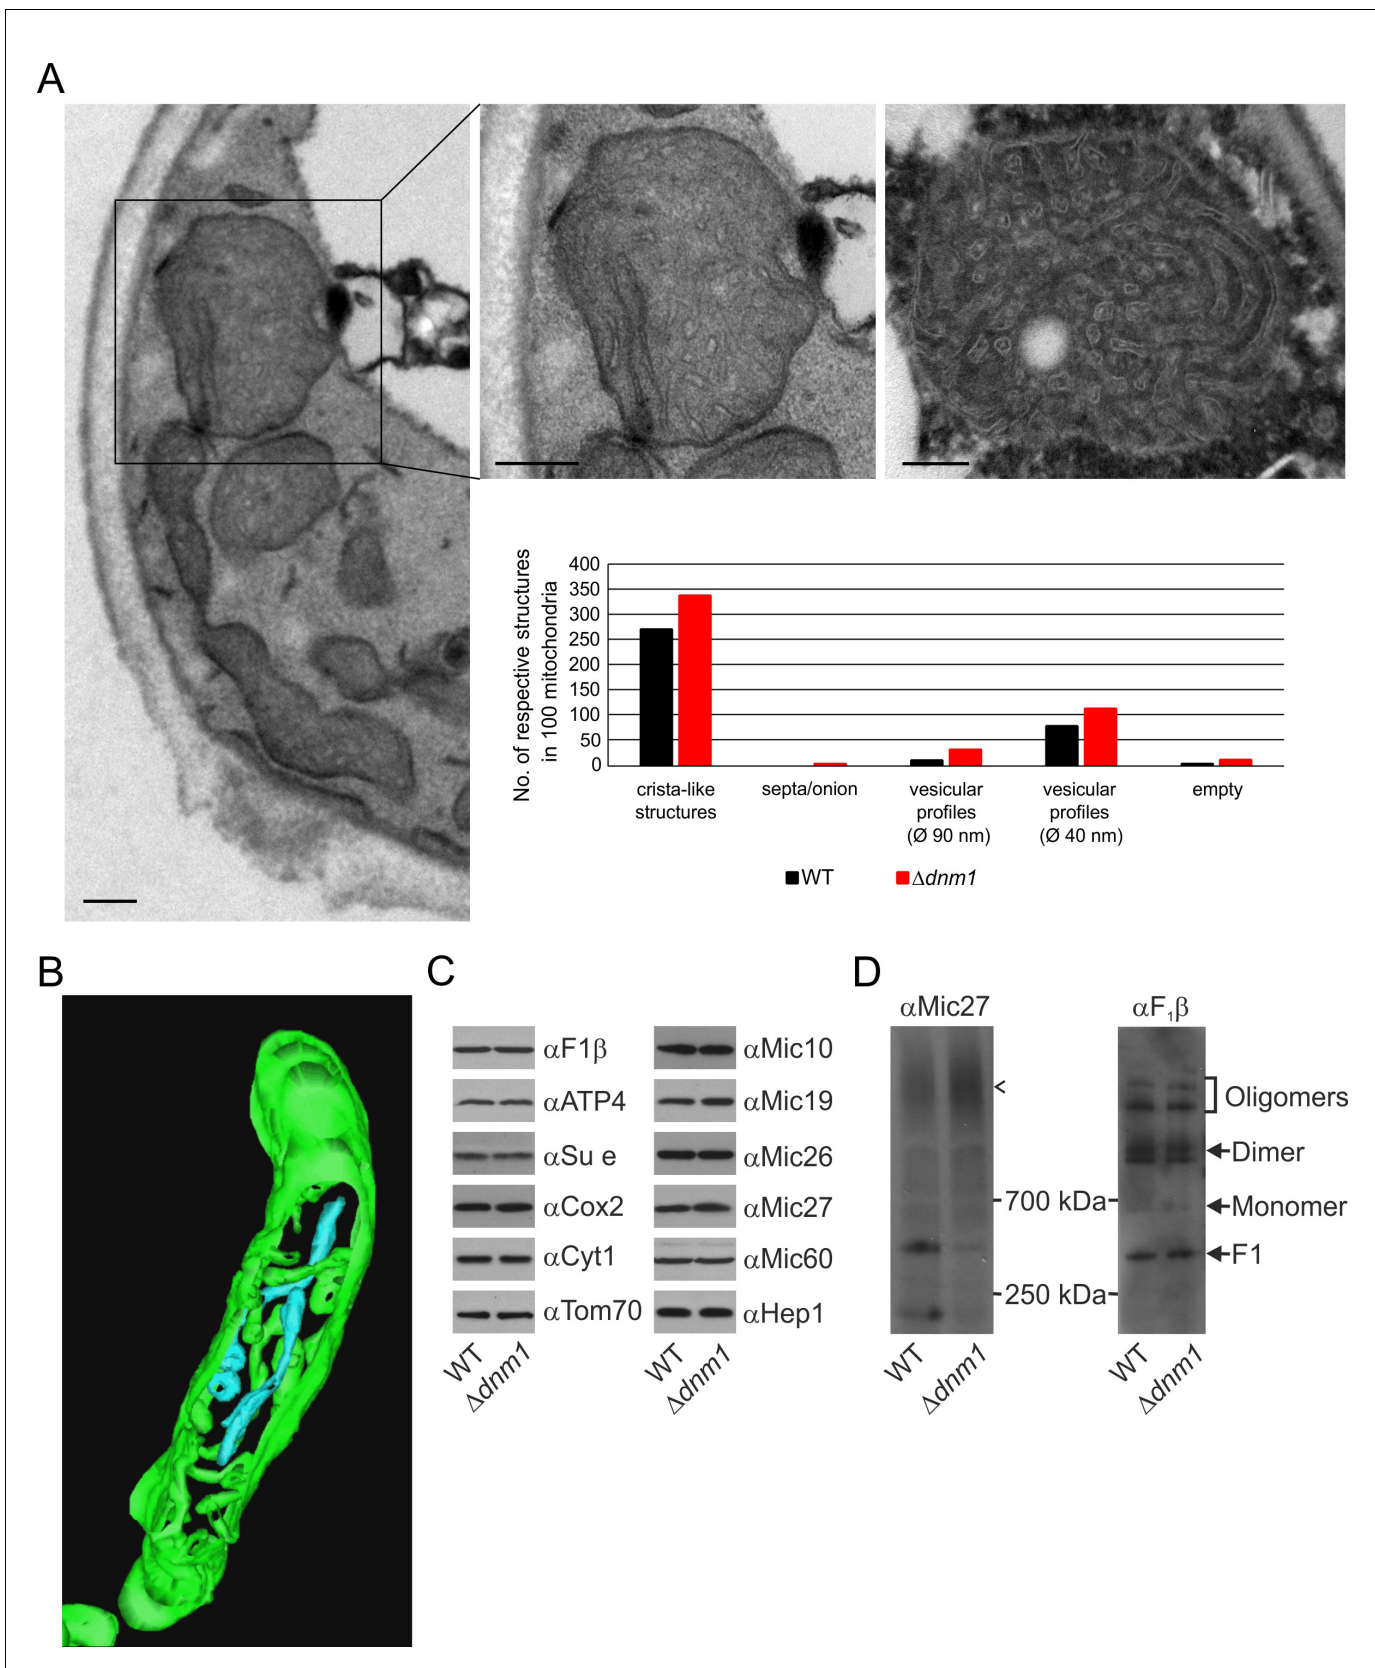 A
No. of respective structures
in 100 mitochondria
400
350
300
250
200
150
100
50
0
crista-like
structures
septa/onion
vesicular
profiles
(Ø 90 nm)
vesicular
profiles
(Ø 40 nm)
empty
WT
Δdnm1
B
C
αF1β
αATP4
αSu e
αCox2
αCyt1
αTom70
WT
Δdnm1
αMic10
αMic19
αMic26
αMic27
αMic60
αHep1
WT
Δdnm1
D
αMic27
<
700 kDa
250 kDa
WT
Δdnm1
αF₁β
Oligomers
Dimer
Monomer
F1
WT
Δdnm1